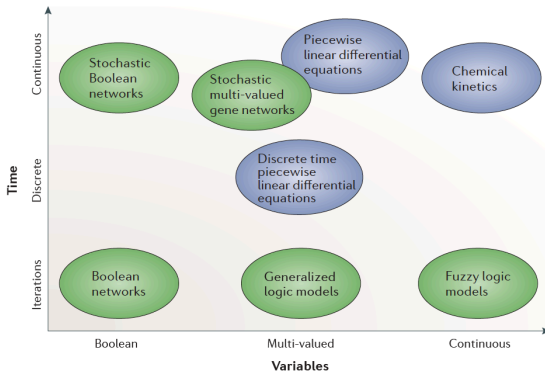 Continuous
Discrete
Iterations
Time
Stochastic
Boolean
networks
Stochastic
multi-valued
gene networks
Piecewise
linear differential
equations
Chemical
kinetics
Discrete time
piecewise
linear differential
equations
Boolean
networks
Generalized
logic models
Fuzzy logic
models
Boolean
Multi-valued
Continuous
Variables